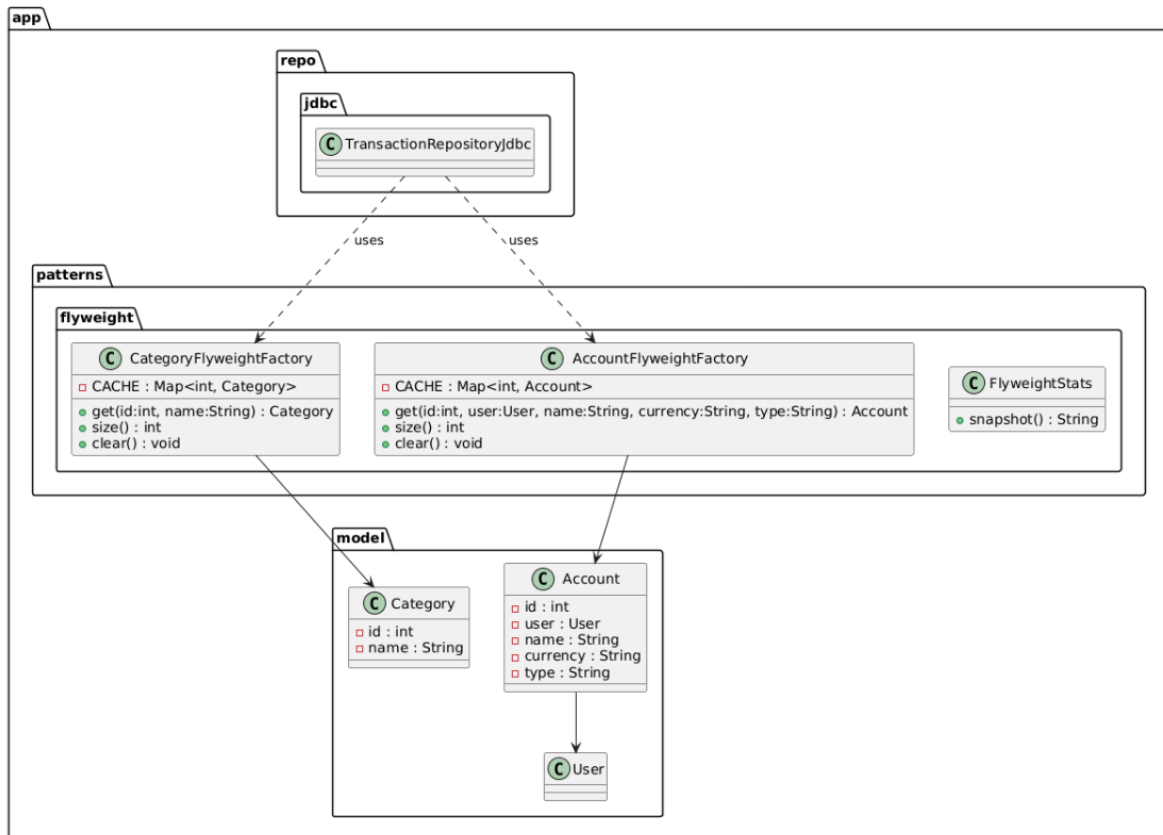 app
repo
jdbc
C TransactionRepositoryJdbc
uses
uses
patterns
flyweight
C CategoryFlyweightFactory
CACHE : Map<int, Category>
get(id:int, name:String) : Category
size() : int
clear() : void
C AccountFlyweightFactory
CACHE : Map<int, Account>
get(id:int, user:User, name:String, currency:String, type:String) : Account
size() : int
clear() : void
C FlyweightStats
snapshot() : String
model
C Category
id : int
name : String
C Account
id : int
user : User
name : String
currency : String
type : String
C User